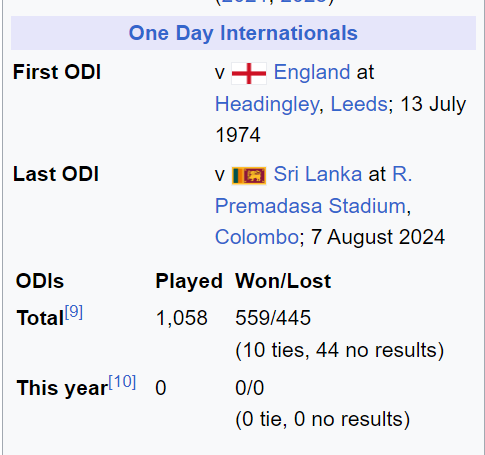 One Day Internationals
First ODI v England at
Headingley, Leeds; 13 July
1974
Last ODI v Sri Lanka at R.
Premadasa Stadium,
Colombo; 7 August 2024
ODIs Played Won/Lost
Total[9] 1,058 559/445
(10 ties, 44 no results)
This year[10] 0 0/0
(0 tie, 0 no results)